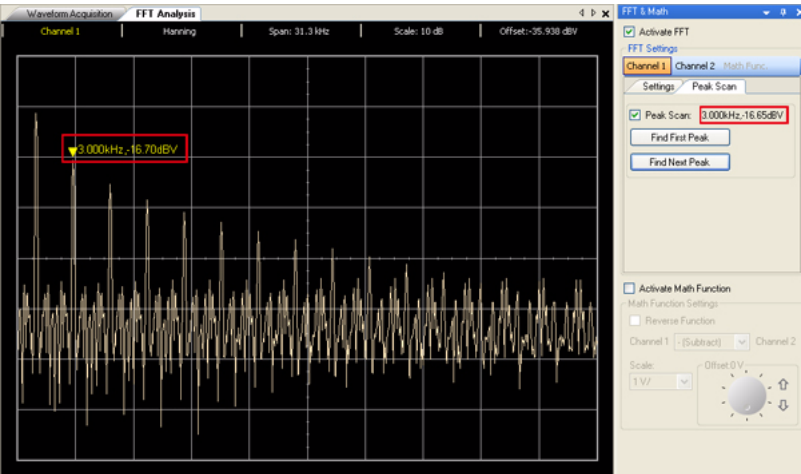 Waveform Acquisition FFT Analysis
Channel 1 Hanning Span: 31.3 kHz Scale: 10 dB Offset:-35.938 dBV
3.000kHz,-16.70dBV
FFT & Math
Activate FFT
FFT Settings
Channel 1 Channel 2 Math Func.
Settings Peak Scan
Peak Scan: 3.000kHz,-16.65dBV
Find First Peak
Find Next Peak
Activate Math Function
Math Function Settings
Reverse Function
Channel 1 - [Subtract] Channel 2
Scale: Offset:0 V
1 V/